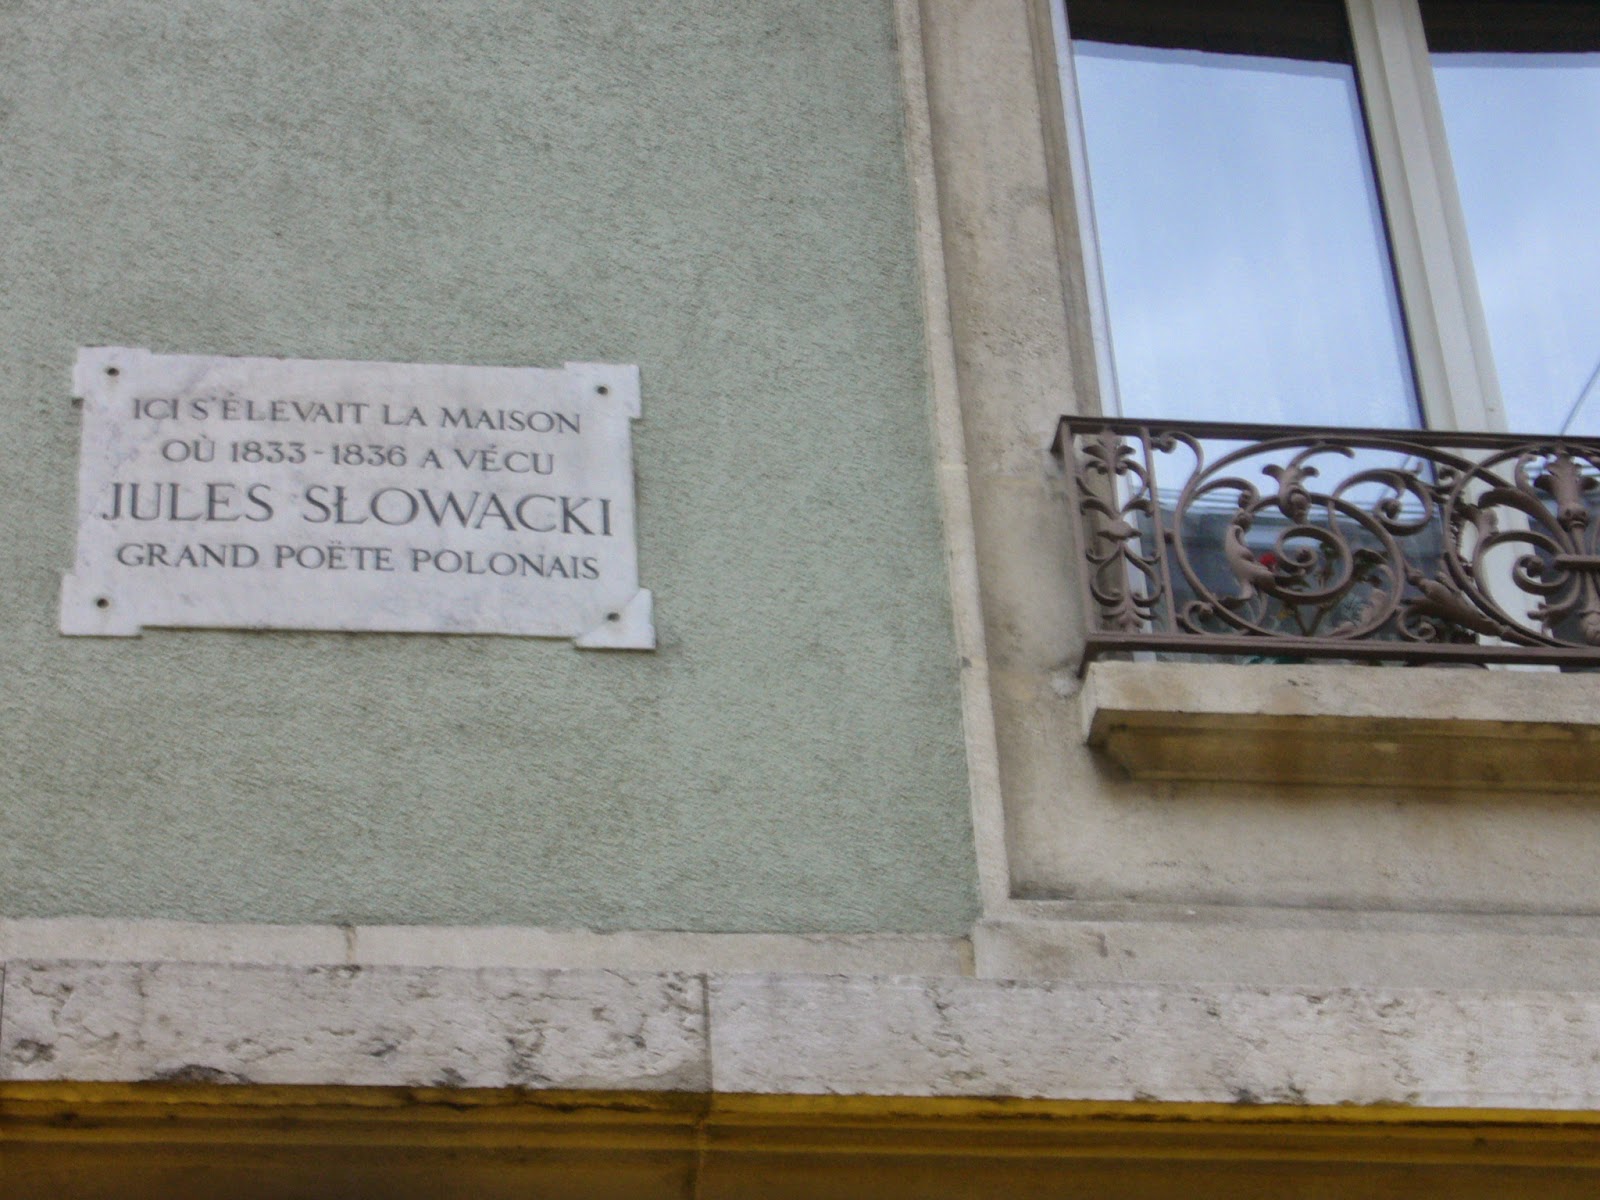 ICI S'ÉLEVAIT LA MAISON
OÙ 1833-1836 A VÉCU
JULES SŁOWACKI
GRAND POËTE POLONAIS